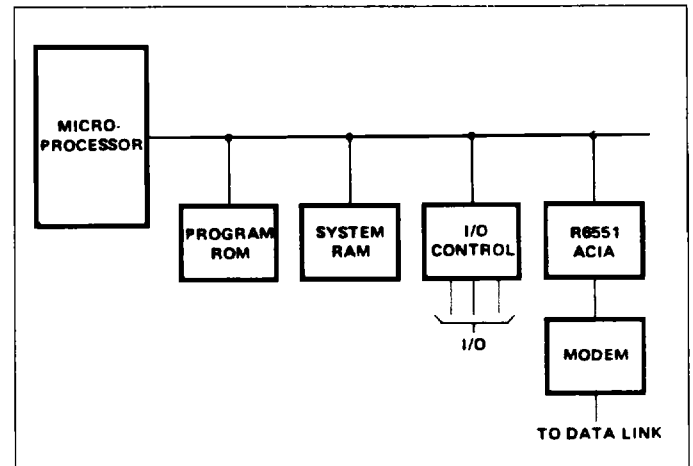 MICRO-
PROCESSOR
PROGRAM
ROM
SYSTEM
RAM
I/O
CONTROL
R6551
ACIA
I/O
MODEM
TO DATA LINK